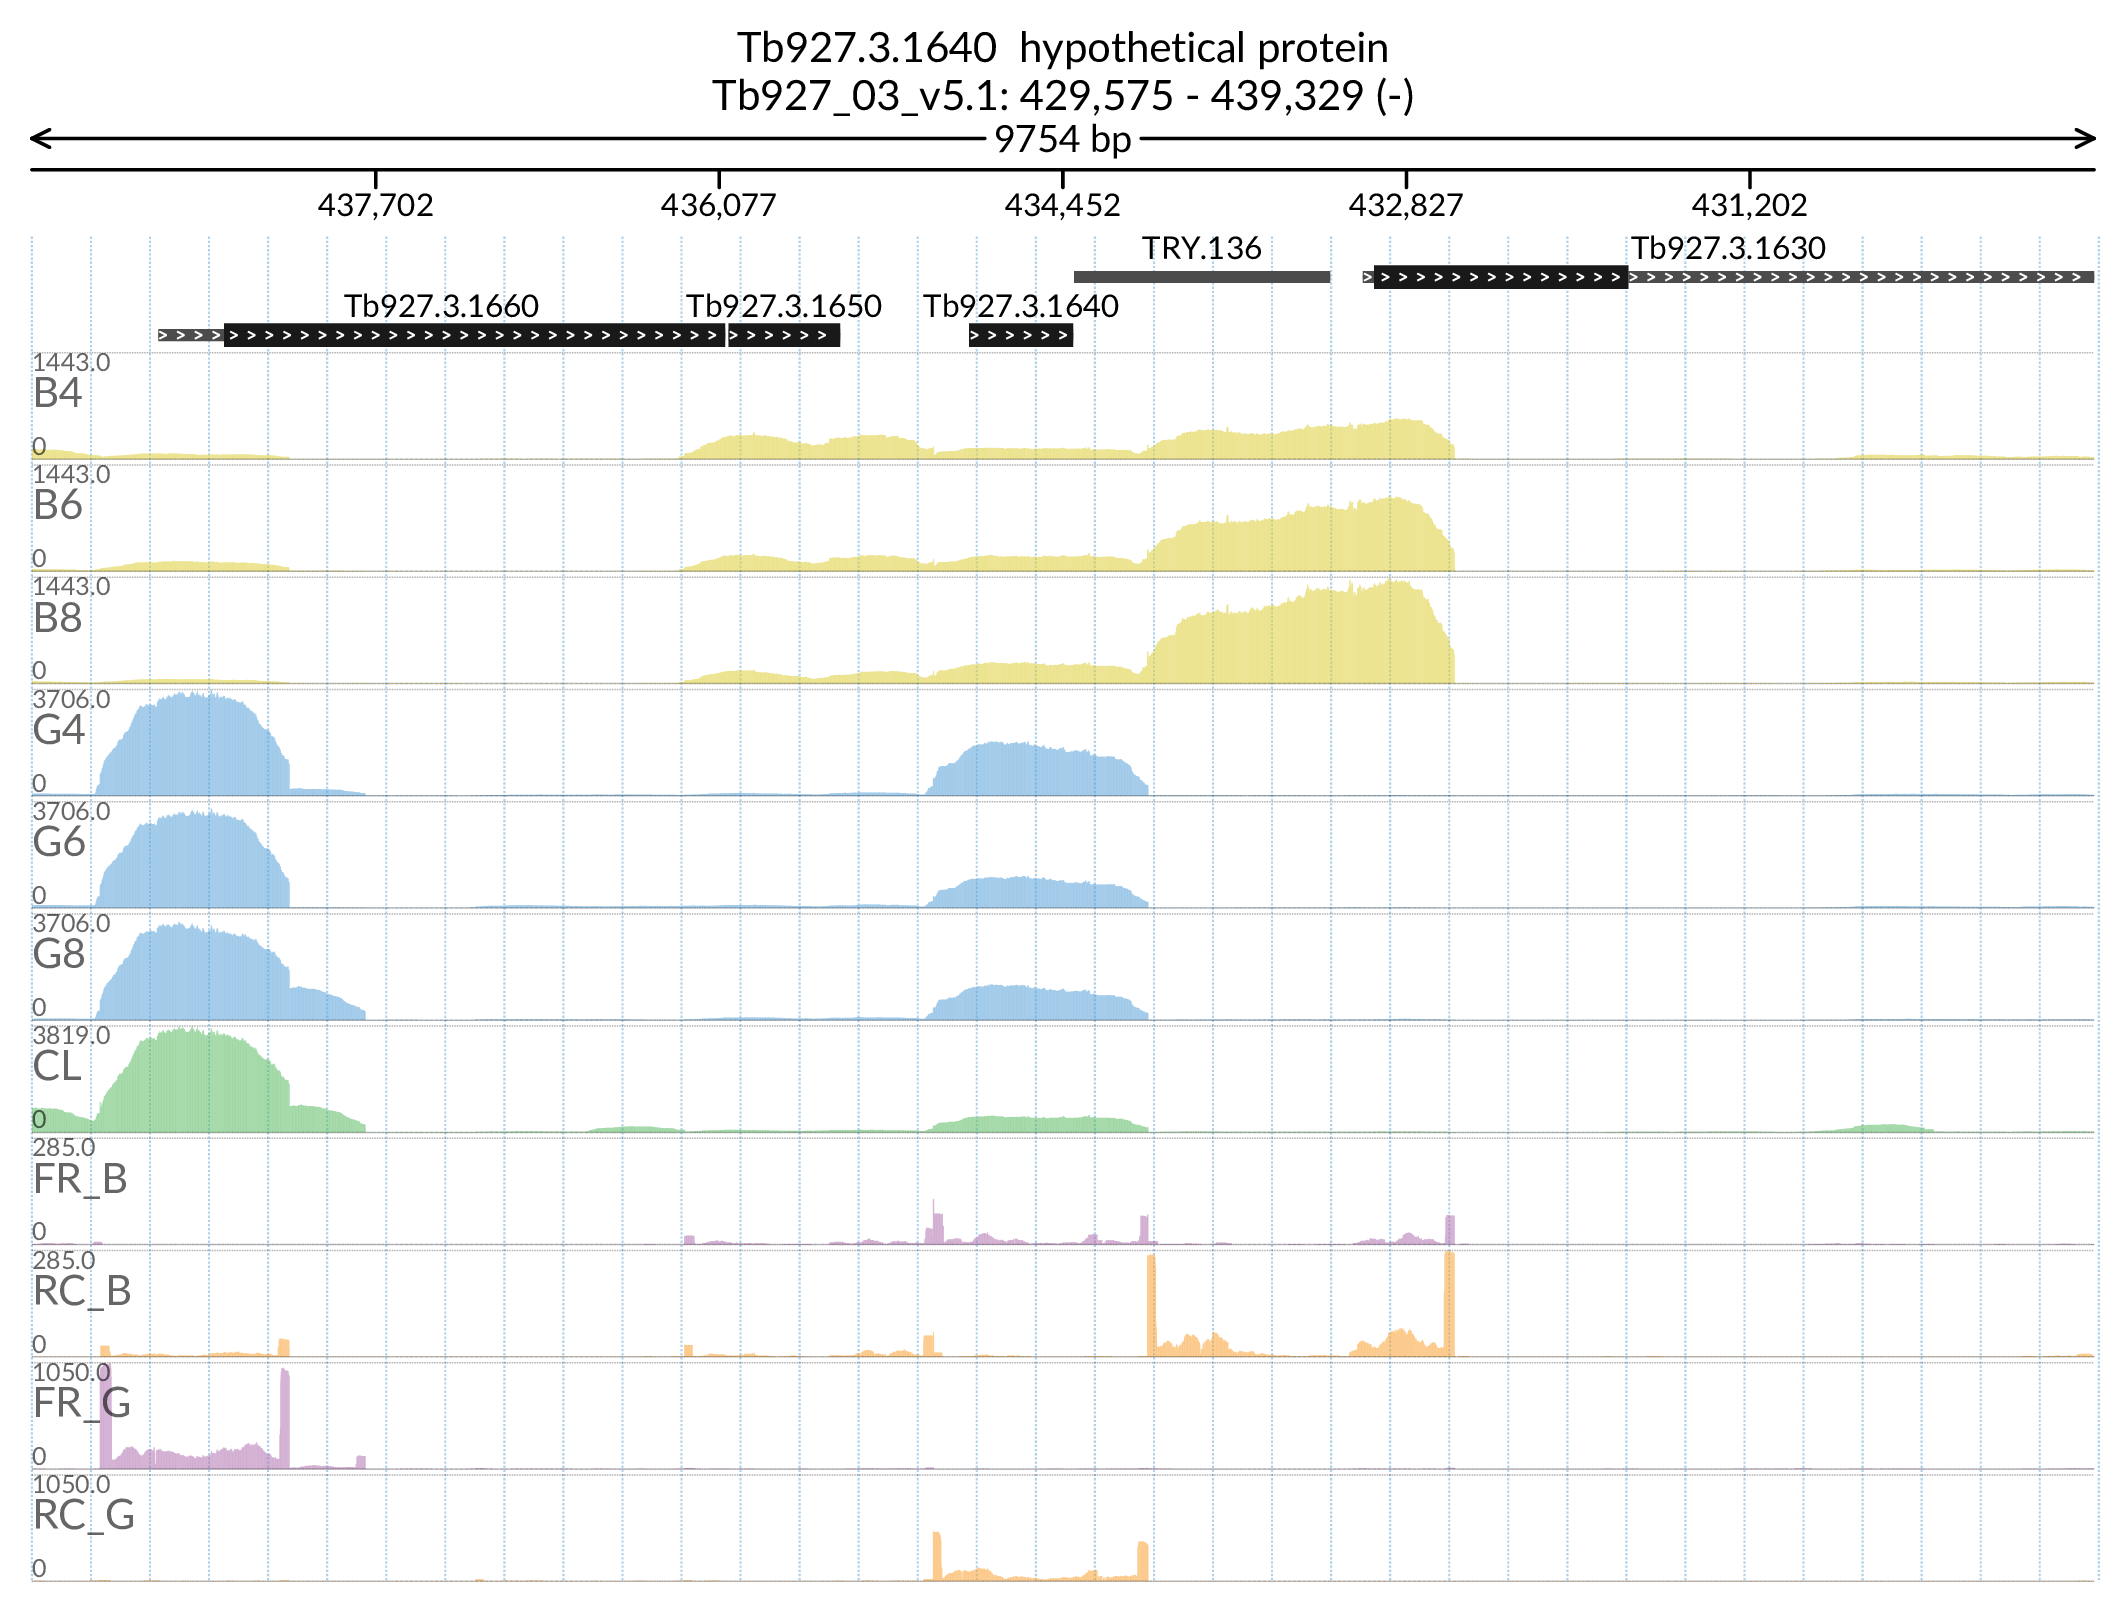 Tb927.3.1640  hypothetical protein
Tb927_03_v5.1: 429,575 - 439,329 (-)
9754 bp
437,702 436,077 434,452 432,827 431,202
TRY.136 Tb927.3.1630
Tb927.3.1660 Tb927.3.1650 Tb927.3.1640
1443.0
B4
0
1443.0
B6
0
1443.0
B8
0
3706.0
G4
0
3706.0
G6
0
3706.0
G8
0
3819.0
CL
0
285.0
FR_B
0
285.0
RC_B
0
1050.0
FR_G
0
1050.0
RC_G
0